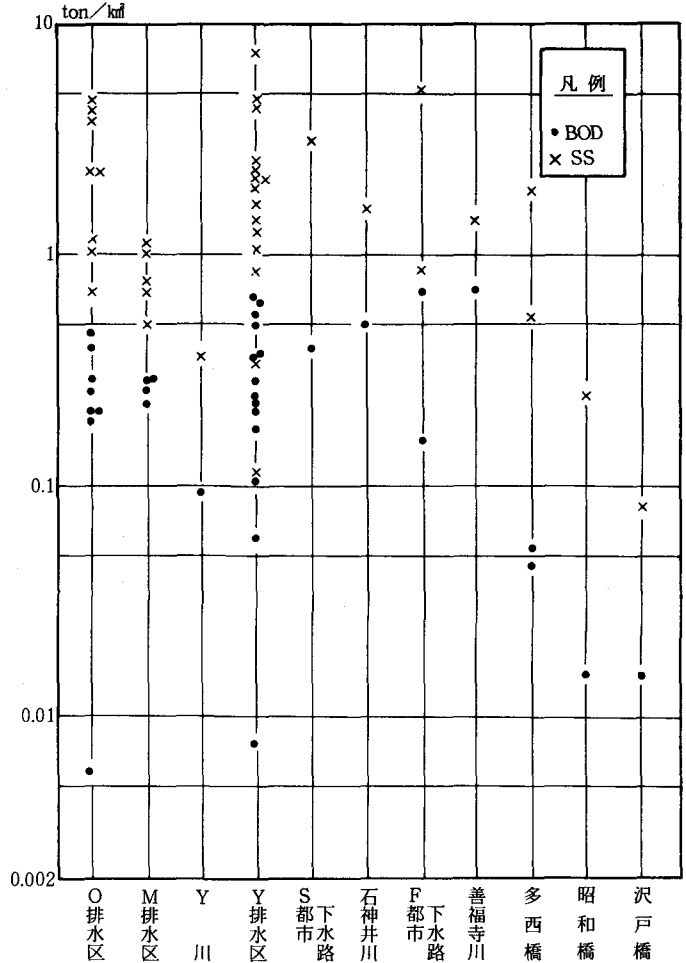 ton／㎢
10
1
0.1
0.01
0.002
凡例
● BOD
× SS
O排水区
M排水区
Y川
Y排水区
S都市下水路
石神井川
F都市下水路
善福寺川
多西橋
昭和橋
沢戸橋